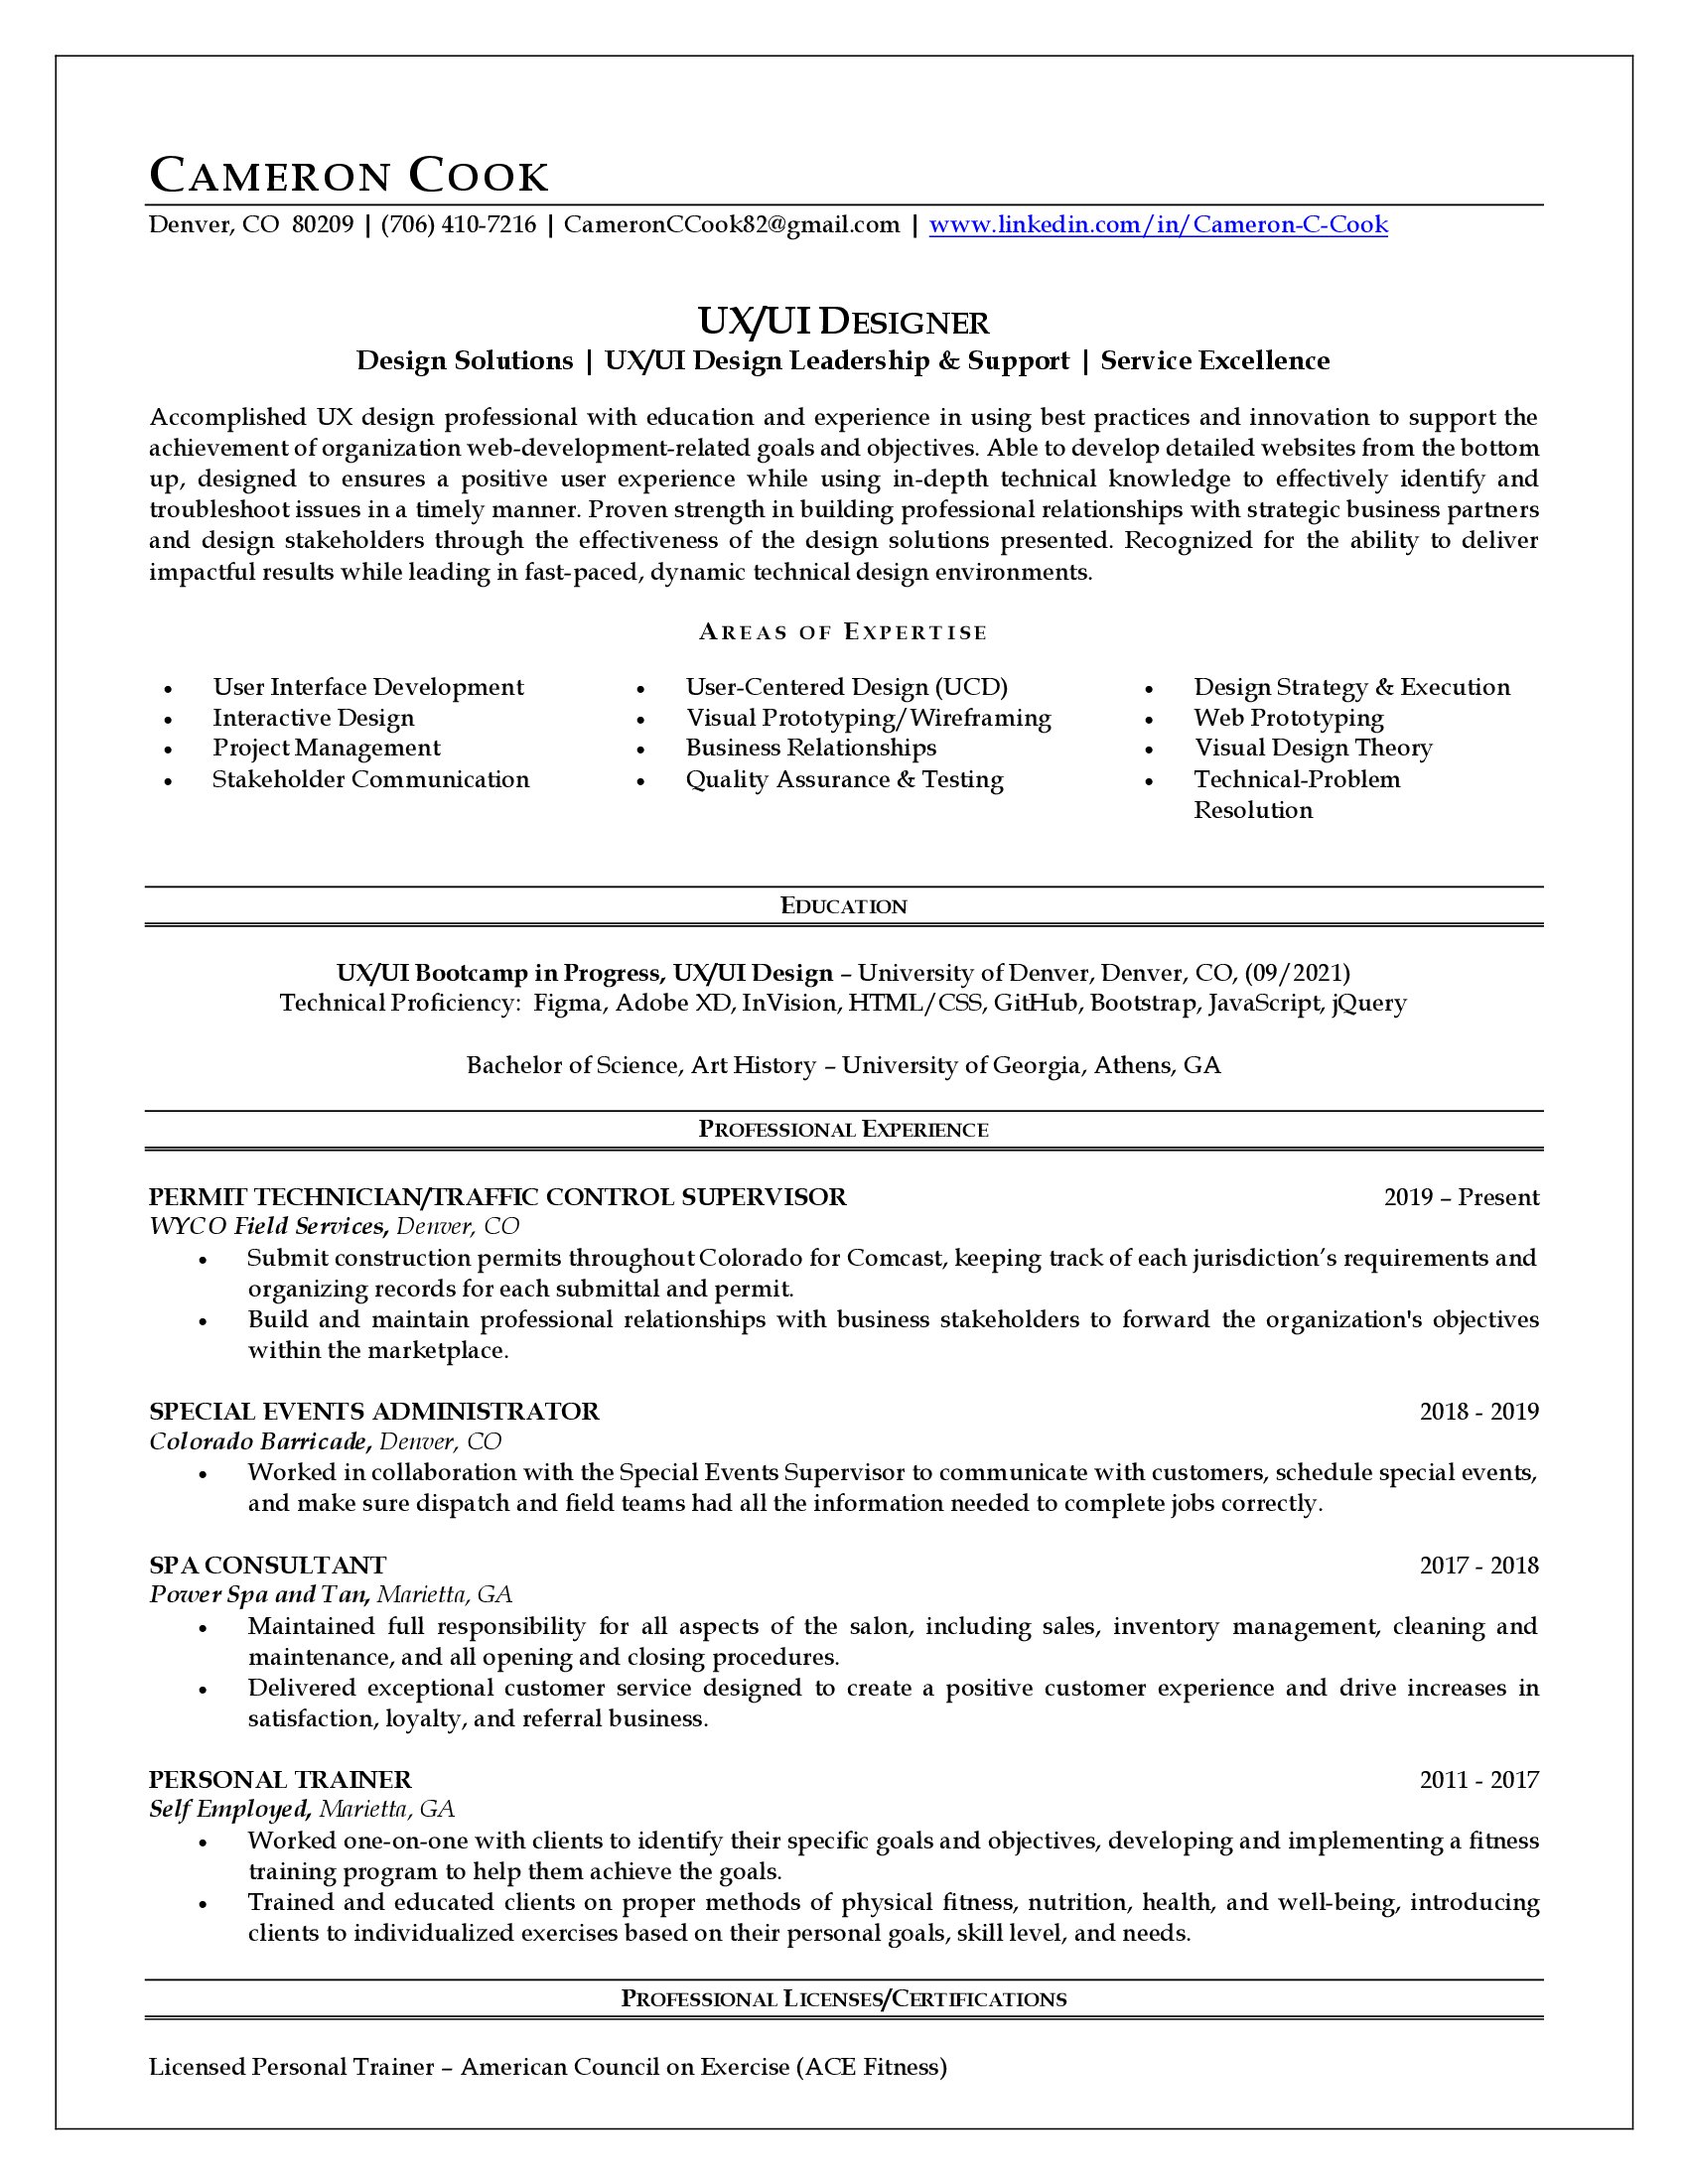 CAMERON COOK
Denver, CO 80209 | (706) 410-7216 | CameronCCook82@gmail.com | www.linkedin.com/in/Cameron-C-Cook
UX/UI DESIGNER
Design Solutions | UX/UI Design Leadership & Support | Service Excellence
Accomplished UX design professional with education and experience in using best practices and innovation to support the
achievement of organization web-development-related goals and objectives. Able to develop detailed websites from the bottom
up, designed to ensures a positive user experience while using in-depth technical knowledge to effectively identify and
troubleshoot issues in a timely manner. Proven strength in building professional relationships with strategic business partners
and design stakeholders through the effectiveness of the design solutions presented. Recognized for the ability to deliver
impactful results while leading in fast-paced, dynamic technical design environments.
AREAS OF EXPERTISE
• User Interface Development
• Interactive Design
• Project Management
• Stakeholder Communication
• User-Centered Design (UCD)
• Visual Prototyping/Wireframing
• Business Relationships
• Quality Assurance & Testing
• Design Strategy & Execution
• Web Prototyping
• Visual Design Theory
• Technical-Problem
Resolution
EDUCATION
UX/UI Bootcamp in Progress, UX/UI Design – University of Denver, Denver, CO, (09/2021)
Technical Proficiency: Figma, Adobe XD, InVision, HTML/CSS, GitHub, Bootstrap, JavaScript, jQuery
Bachelor of Science, Art History – University of Georgia, Athens, GA
PROFESSIONAL EXPERIENCE
PERMIT TECHNICIAN/TRAFFIC CONTROL SUPERVISOR 2019 – Present
WYCO Field Services, Denver, CO
• Submit construction permits throughout Colorado for Comcast, keeping track of each jurisdiction’s requirements and
organizing records for each submittal and permit.
• Build and maintain professional relationships with business stakeholders to forward the organization's objectives
within the marketplace.
SPECIAL EVENTS ADMINISTRATOR 2018 - 2019
Colorado Barricade, Denver, CO
• Worked in collaboration with the Special Events Supervisor to communicate with customers, schedule special events,
and make sure dispatch and field teams had all the information needed to complete jobs correctly.
SPA CONSULTANT 2017 - 2018
Power Spa and Tan, Marietta, GA
• Maintained full responsibility for all aspects of the salon, including sales, inventory management, cleaning and
maintenance, and all opening and closing procedures.
• Delivered exceptional customer service designed to create a positive customer experience and drive increases in
satisfaction, loyalty, and referral business.
PERSONAL TRAINER 2011 - 2017
Self Employed, Marietta, GA
• Worked one-on-one with clients to identify their specific goals and objectives, developing and implementing a fitness
training program to help them achieve the goals.
• Trained and educated clients on proper methods of physical fitness, nutrition, health, and well-being, introducing
clients to individualized exercises based on their personal goals, skill level, and needs.
PROFESSIONAL LICENSES/CERTIFICATIONS
Licensed Personal Trainer – American Council on Exercise (ACE Fitness)